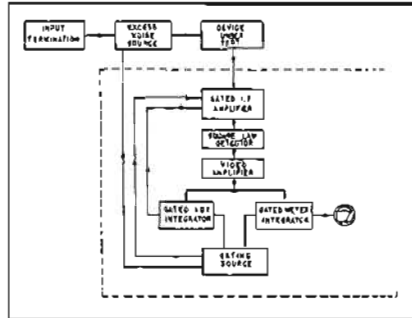 INPUT
TERMINATION
EXCESS
NOISE
SOURCE
DEVICE
UNDER
TEST
GATED I F
AMPLIFIER
SQUARE LAW
DETECTOR
VIDEO
AMPLIFIER
GATED AGC
INTEGRATOR
GATED METER
INTEGRATOR
GATING
SOURCE